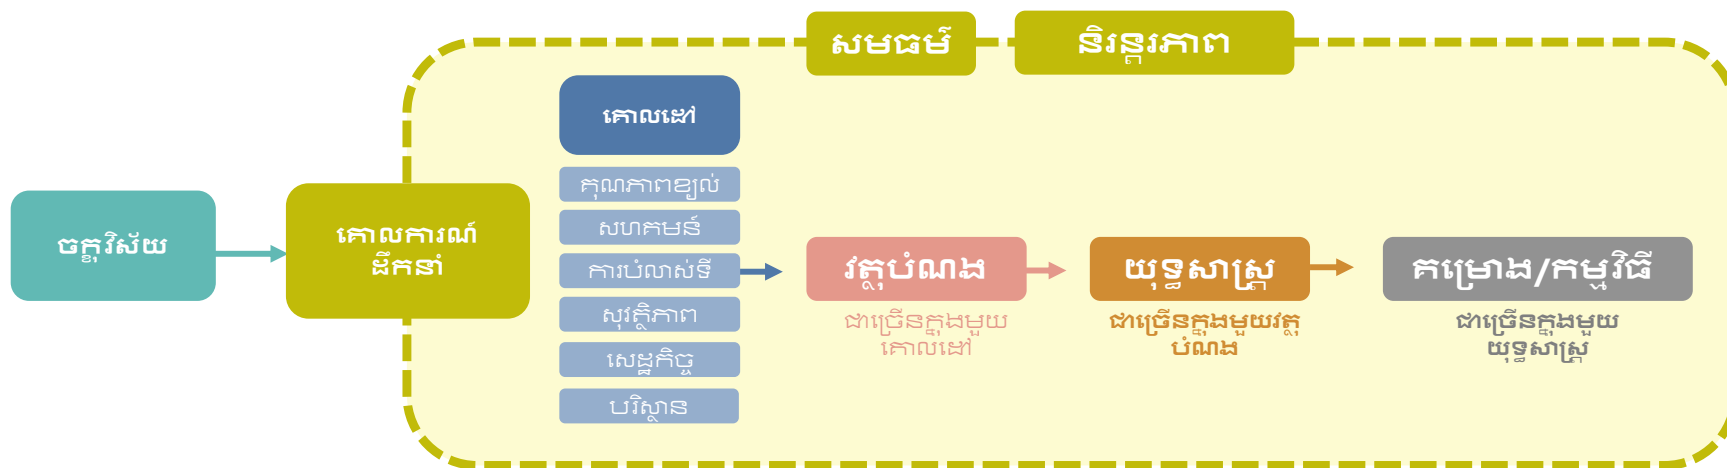 សមធម៌
និរន្តរភាព
ចក្ខុវិស័យ
គោលការណ៍
ដឹកនាំ
គោលដៅ
គុណភាពខ្យល់
សហគមន៍
ការបំលាស់ទី
សុវត្ថិភាព
សេដ្ឋកិច្ច
បរិស្ថាន
វត្ថុបំណង
ជាច្រើនក្នុងមួយ
គោលដៅ
យុទ្ធសាស្ត្រ
ជាច្រើនក្នុងមួយវត្ថុ
បំណង
គម្រោង/កម្មវិធី
ជាច្រើនក្នុងមួយ
យុទ្ធសាស្ត្រ